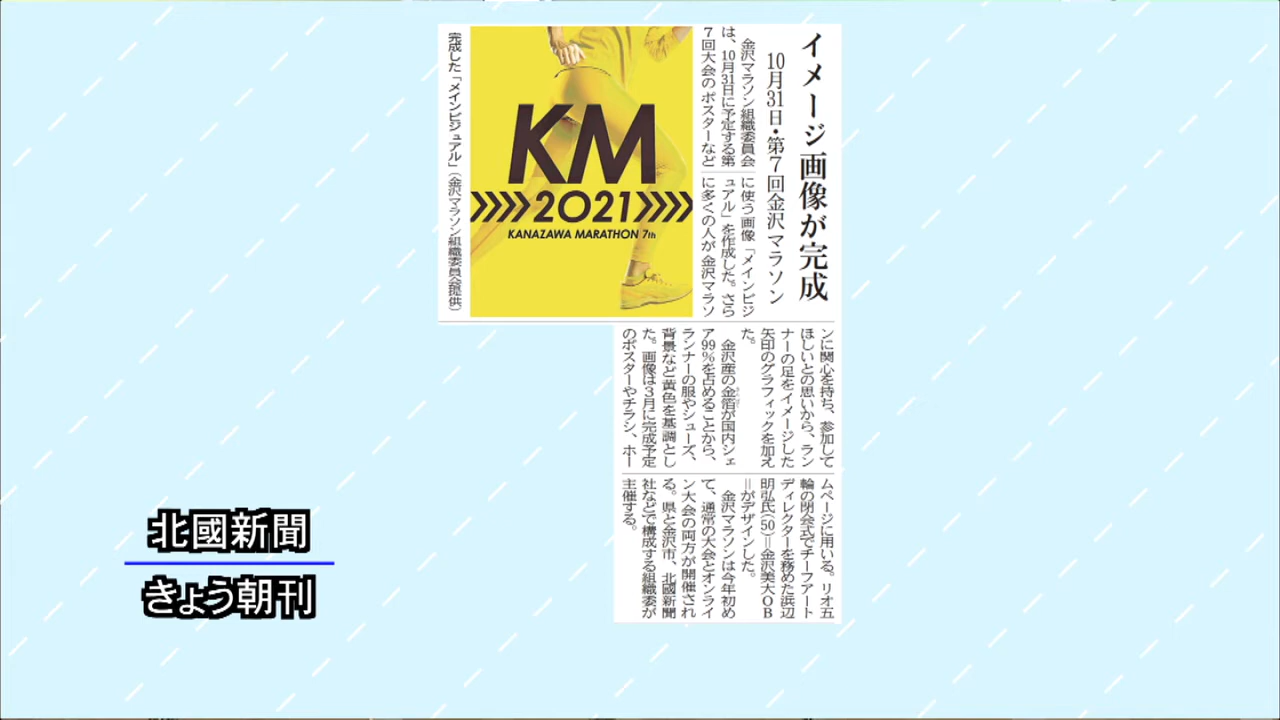 イメージ画像が完成
10月31日・第7回金沢マラソン
金沢マラソン組織委員会
は、10月31日に予定する第
7回大会のポスターなど
に使う画像「メインビジ
ュアル」を作成した。さら
に多くの人が金沢マラソ
KM
2021
KANAZAWA MARATHON 7th
完成した「メインビジュアル」(金沢マラソン組織委員会提供)
ンに関心を持ち、参加して
ほしいとの思いから、ラン
ナーの足をイメージした
矢印のグラフィックを加え
た。
金沢産の金箔が国内シェ
ア99%を占めることから、
ランナーの服やシューズ、
背景など黄色を基調とし
た。画像は3月に完成予定
のポスターやチラシ、ホー
ムページに用いる。リオ五
輪の閉会式でチーフアート
ディレクターを務めた浜辺
明弘氏(50)=金沢美大OB
=がデザインした。
金沢マラソンは今年初め
て、通常の大会とオンライ
ン大会の両方が開催され
る。県と金沢市、北國新聞
社などで構成する組織委が
主催する。
北國新聞
きょう朝刊